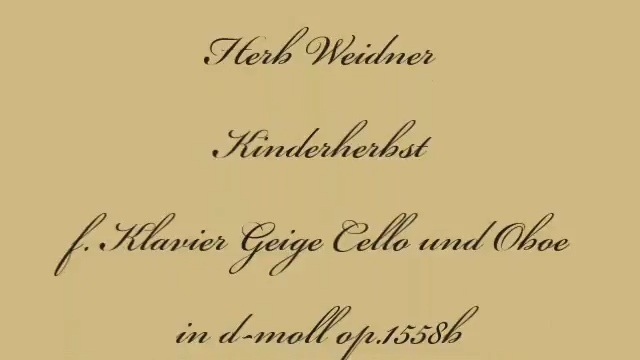 Herb Weidner
Kinderherbst
f. Klavier Geige Cello und Oboe
in d-moll op.1558b